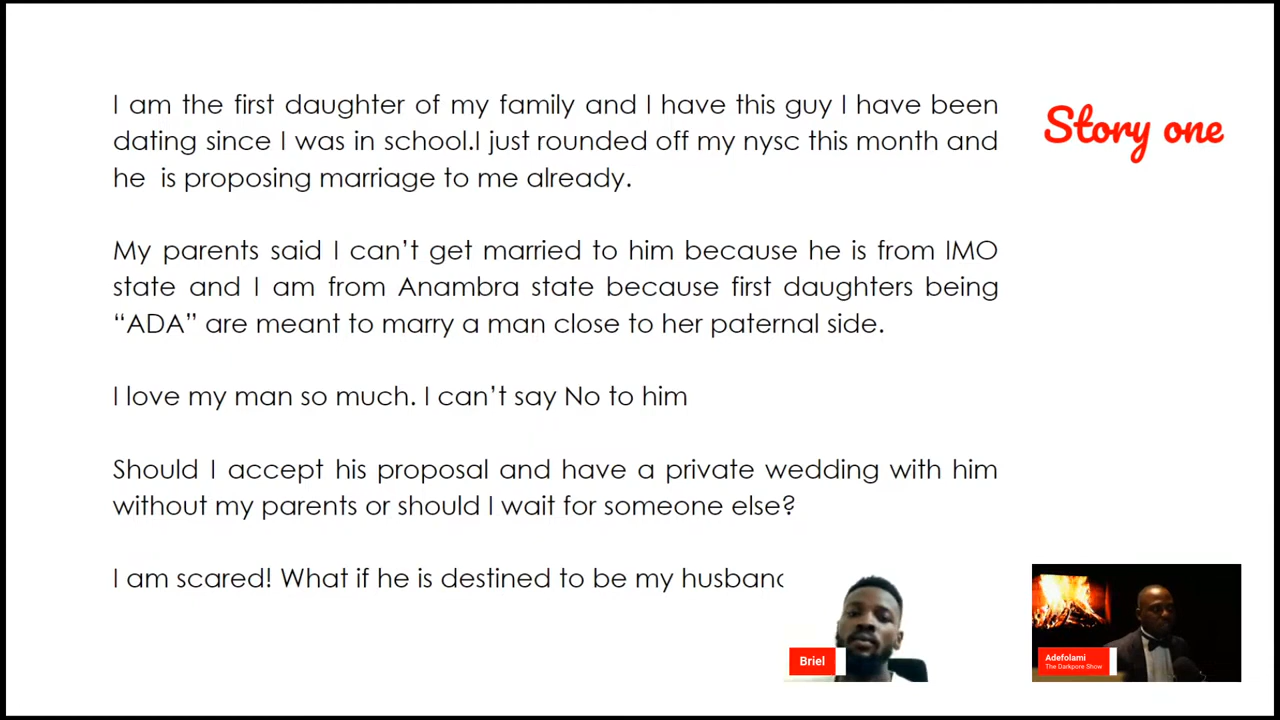 I am the first daughter of my family and I have this guy I have been
dating since I was in school.I just rounded off my nysc this month and
he is proposing marriage to me already.
My parents said I can't get married to him because he is from IMO
state and I am from Anambra state because first daughters being
“ADA” are meant to marry a man close to her paternal side.
I love my man so much. I can't say No to him
Should I accept his proposal and have a private wedding with him
without my parents or should I wait for someone else?
I am scared! What if he is destined to be my husband
Story one
Briel
Adefolami
The Darkpore Show